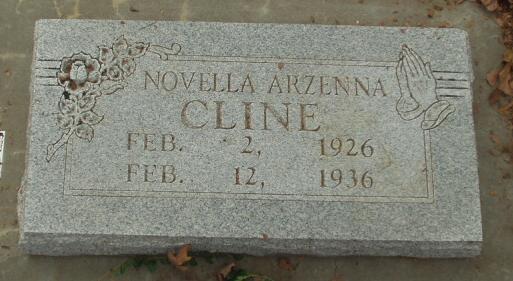 NOVELLA ARZENNA
CLINE
FEB. 2, 1926
FEB. 12, 1936